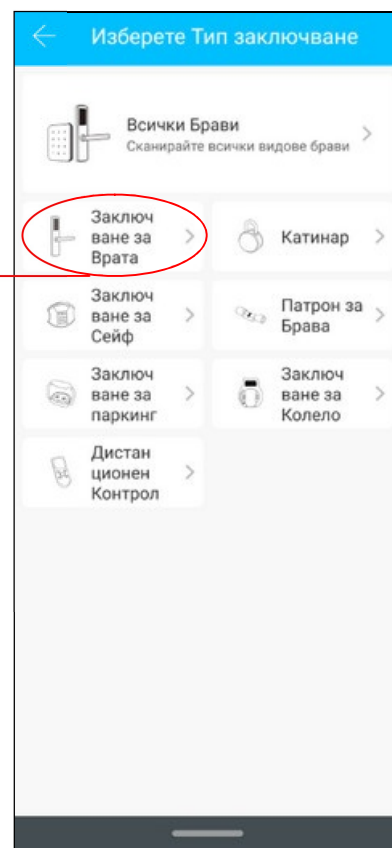 Изберете Тип заключване
Всички Брави
Сканирайте всички видове брави
Заключ
ване за
Врата
Катинар
Заключ
ване за
Сейф
Патрон за
Брава
Заключ
ване за
паркинг
Заключ
ване за
Колело
Дистан
ционен
Контрол